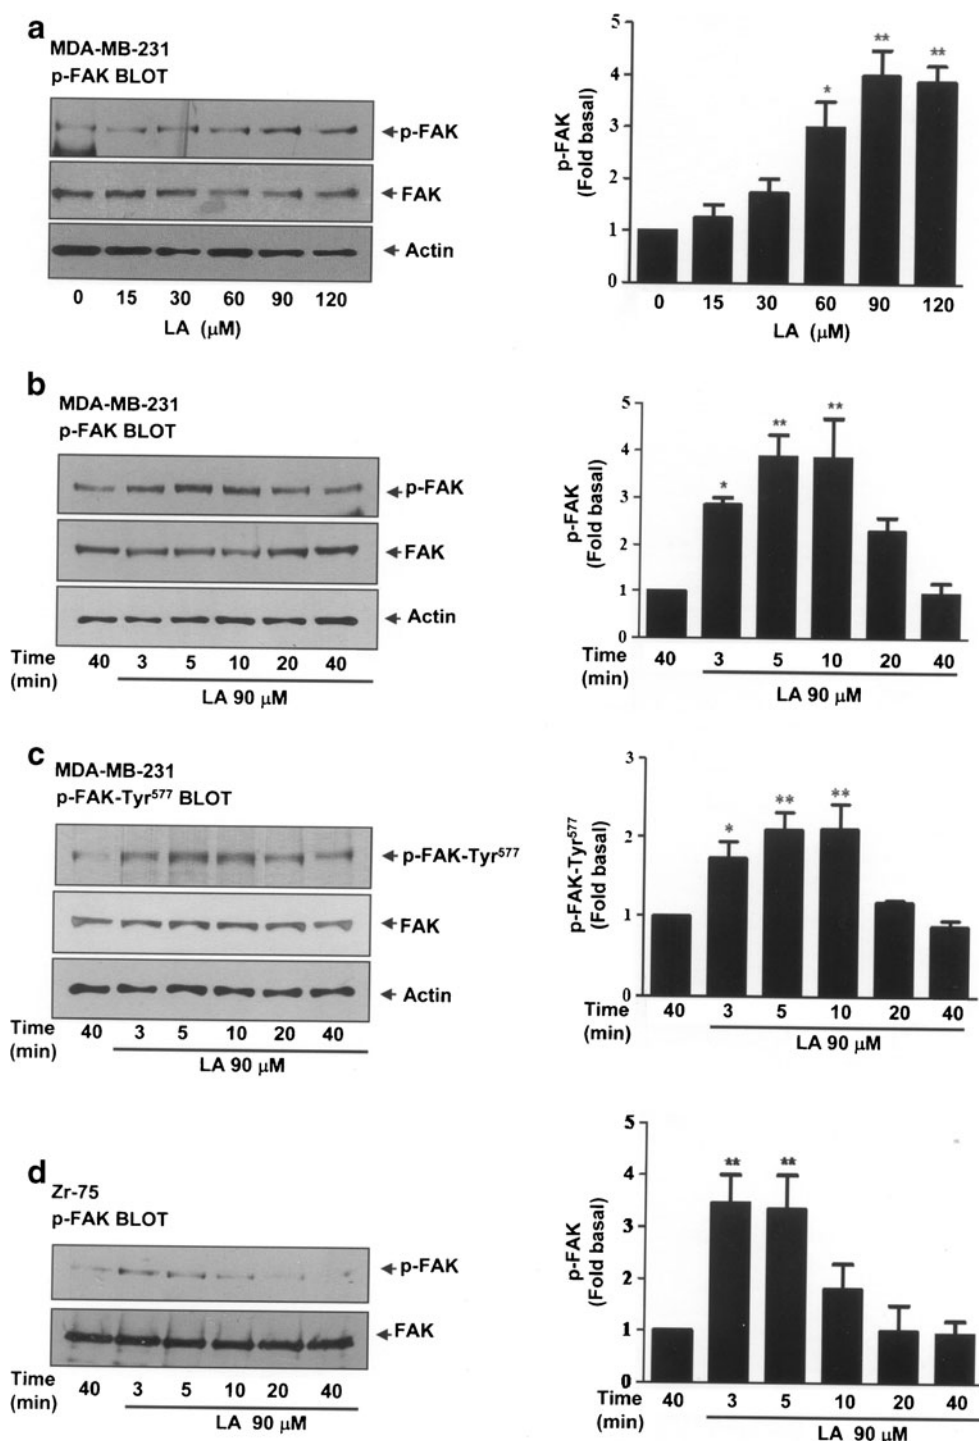 a
MDA-MB-231
p-FAK BLOT
p-FAK
FAK
Actin
0 15 30 60 90 120
LA (µM)
p-FAK
(Fold basal)
5
4
3
2
1
0
*
**
**
0 15 30 60 90 120
LA (µM)
b
MDA-MB-231
p-FAK BLOT
p-FAK
FAK
Actin
Time
(min)
40 3 5 10 20 40
LA 90 µM
p-FAK
(Fold basal)
5
4
3
2
1
0
*
**
**
Time
(min)
40 3 5 10 20 40
LA 90 µM
c
MDA-MB-231
p-FAK-Tyr⁵⁷⁷ BLOT
p-FAK-Tyr⁵⁷⁷
FAK
Actin
Time
(min)
40 3 5 10 20 40
LA 90 µM
p-FAK-Tyr⁵⁷⁷
(Fold basal)
3
2
1
0
*
**
**
Time
(min)
40 3 5 10 20 40
LA 90 µM
d
Zr-75
p-FAK BLOT
p-FAK
FAK
Time
(min)
40 3 5 10 20 40
LA 90 µM
p-FAK
(Fold basal)
5
4
3
2
1
0
**
**
Time
(min)
40 3 5 10 20 40
LA 90 µM